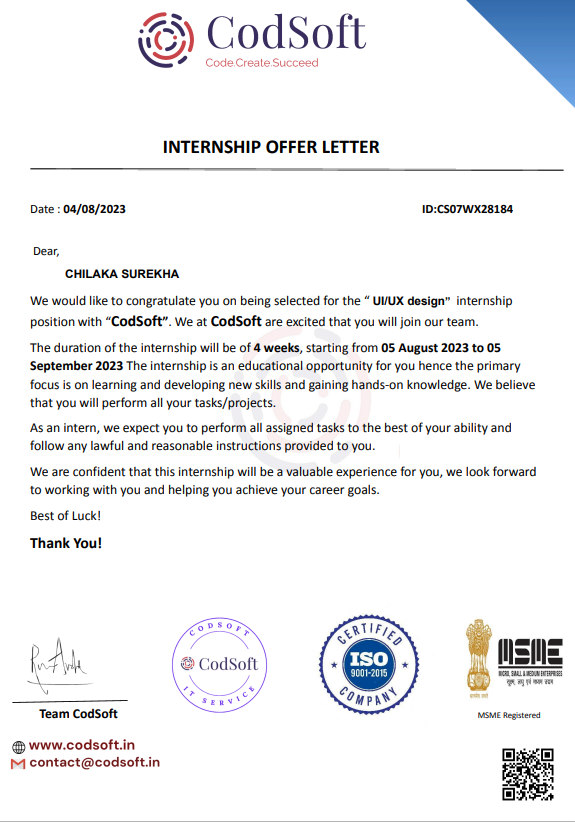 CodSoft
Code.Create.Succeed
INTERNSHIP OFFER LETTER
Date : 04/08/2023
ID:CS07WX28184
Dear,
CHILAKA SUREKHA
We would like to congratulate you on being selected for the “ UI/UX design” internship
position with “CodSoft”. We at CodSoft are excited that you will join our team.
The duration of the internship will be of 4 weeks, starting from 05 August 2023 to 05
September 2023 The internship is an educational opportunity for you hence the primary
focus is on learning and developing new skills and gaining hands-on knowledge. We believe
that you will perform all your tasks/projects.
As an intern, we expect you to perform all assigned tasks to the best of your ability and
follow any lawful and reasonable instructions provided to you.
We are confident that this internship will be a valuable experience for you, we look forward
to working with you and helping you achieve your career goals.
Best of Luck!
Thank You!
Team CodSoft
CODSOFT
CodSoft
IT SERVICE
CERTIFIED
ISO
9001-2015
COMPANY
MSME
MICRO, SMALL & MEDIUM ENTERPRISES
सूक्ष्म, लघु एवं मध्यम उद्यम
MSME Registered
www.codsoft.in
contact@codsoft.in